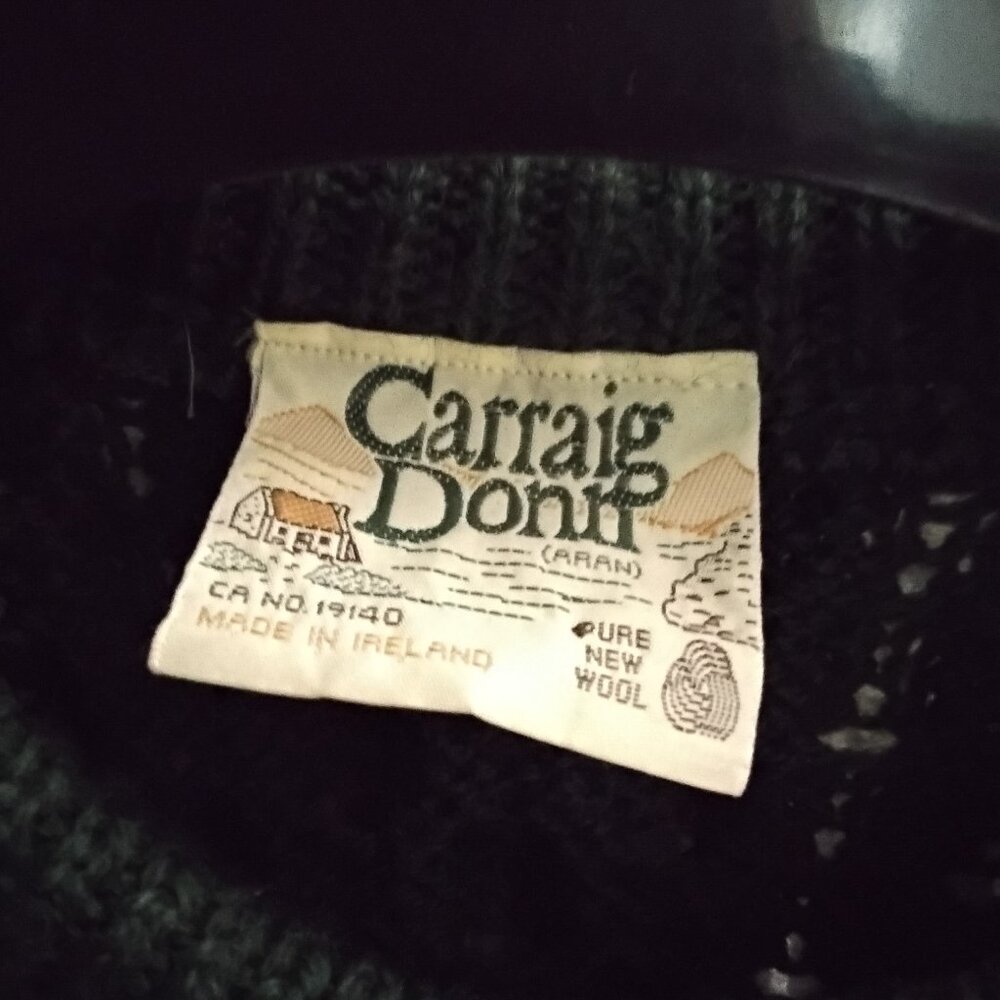 Carraig
Donn
(ARAN)
CA NO. 19140
MADE IN IRELAND
PURE
NEW
WOOL